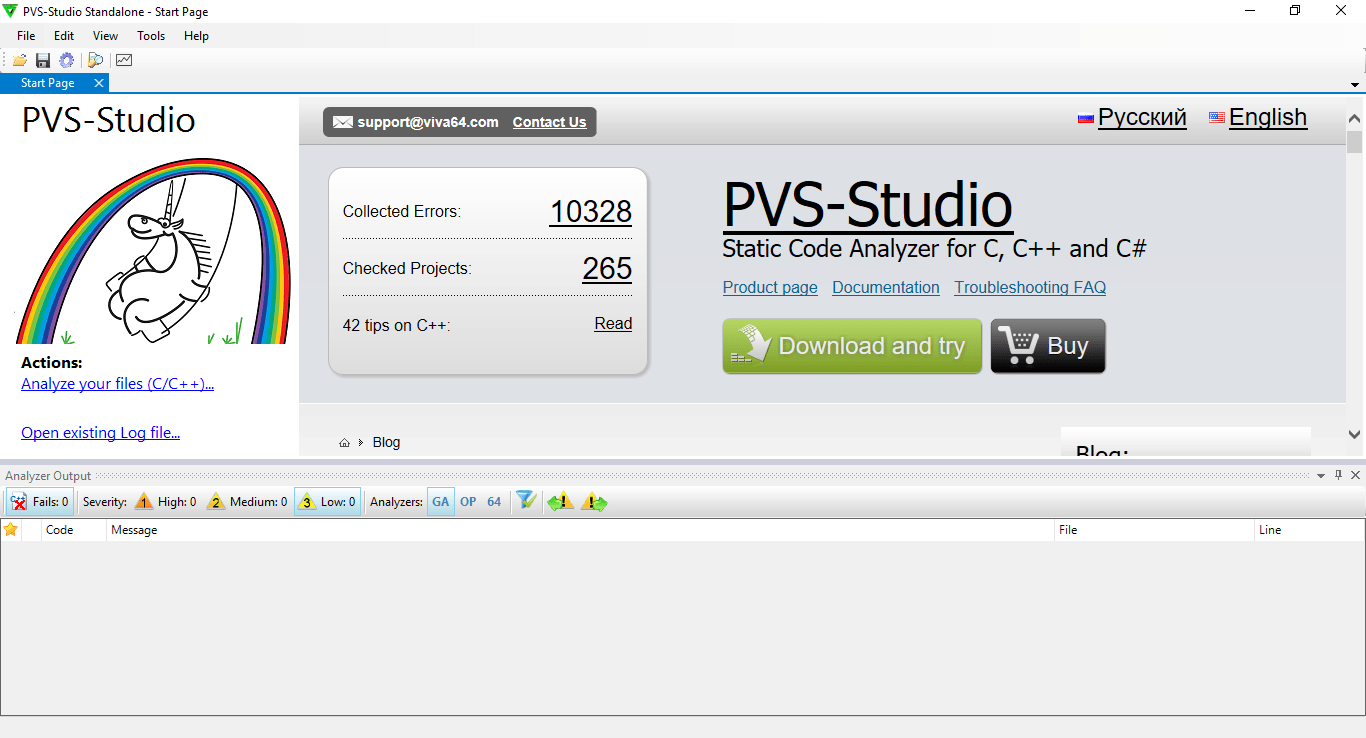 PVS-Studio Standalone - Start Page
File Edit View Tools Help
Start Page
PVS-Studio
support@viva64.com Contact Us
Русский English
Collected Errors: 10328
Checked Projects: 265
42 tips on C++: Read
PVS-Studio
Static Code Analyzer for C, C++ and C#
Product page Documentation Troubleshooting FAQ
Download and try Buy
Actions:
Analyze your files (C/C++)...
Open existing Log file...
Blog
Blog:
Analyzer Output
Fails: 0 Severity: 1 High: 0 2 Medium: 0 3 Low: 0 Analyzers: GA OP 64
Code Message File Line